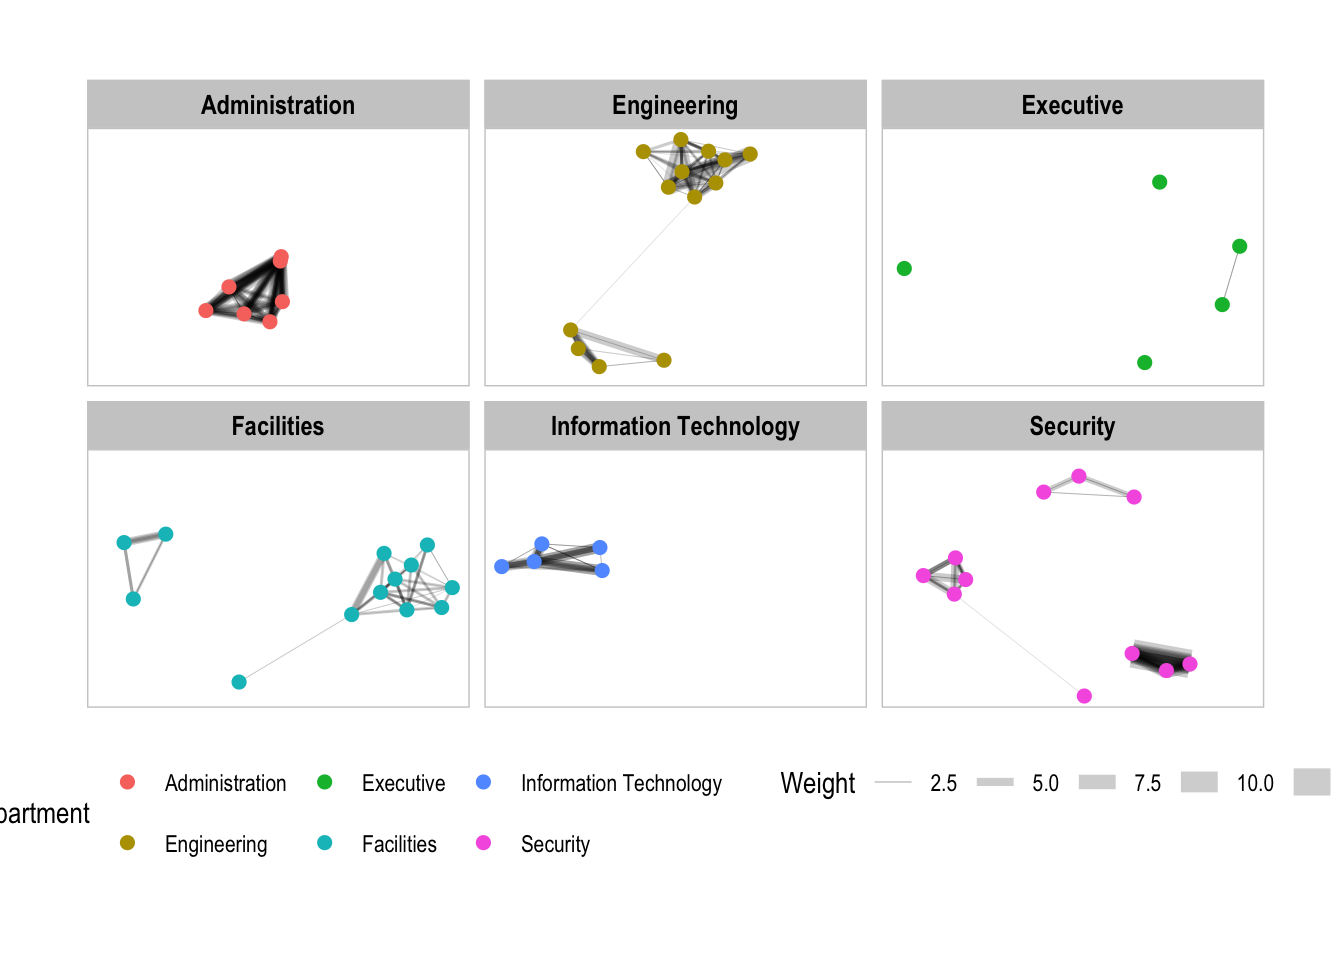 Administration
Engineering
Executive
Facilities
Information Technology
Security
partment
Administration
Executive
Information Technology
Engineering
Facilities
Security
Weight
2.5
5.0
7.5
10.0